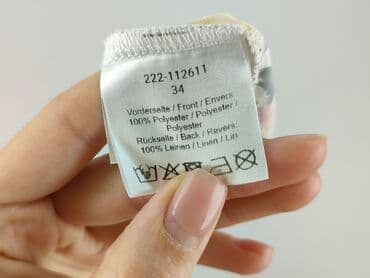 222-112611
34
Vorderseite / Front / Envers:
100% Polyester / Polyester /
Polyester
Rückseite / Back / Revers:
100% Leinen / Linen / Lin